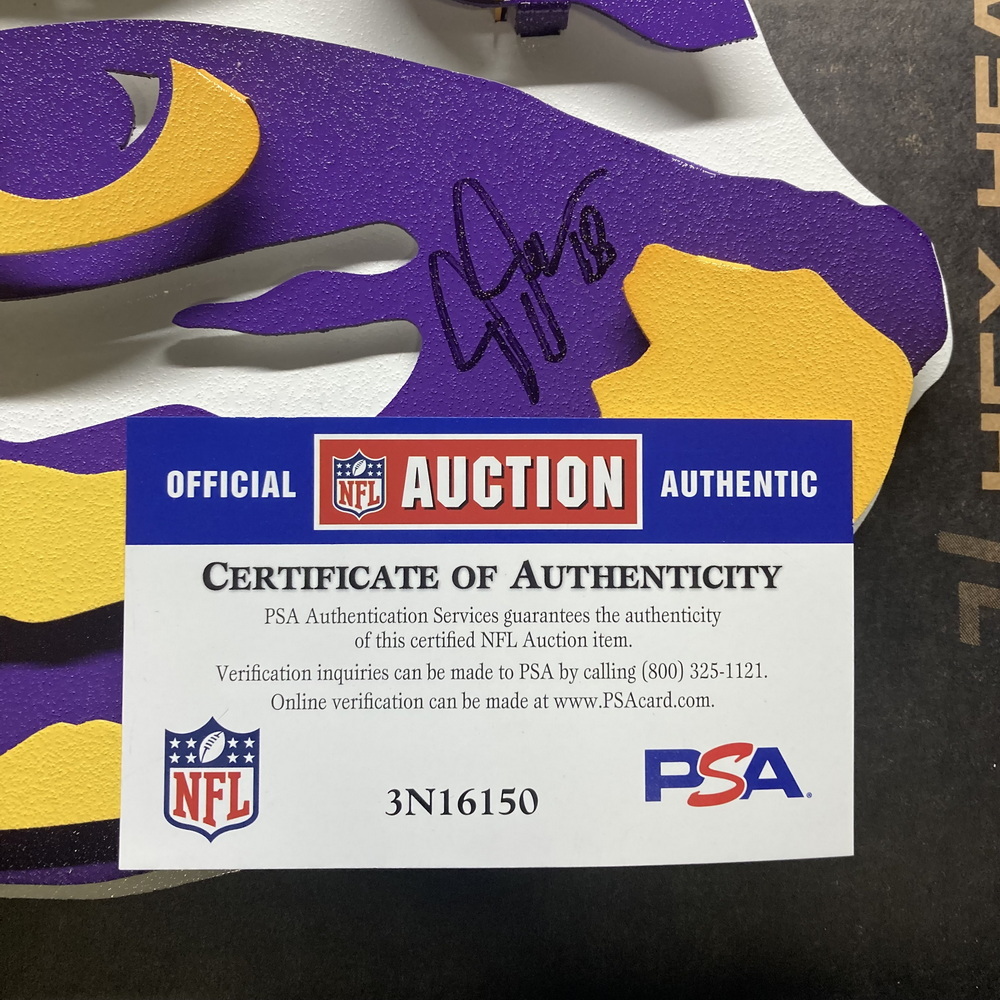 18
OFFICIAL NFL AUCTION AUTHENTIC
CERTIFICATE OF AUTHENTICITY
PSA Authentication Services guarantees the authenticity
of this certified NFL Auction item.
Verification inquiries can be made to PSA by calling (800) 325-1121.
Online verification can be made at www.PSAcard.com.
NFL
3N16150
PSA